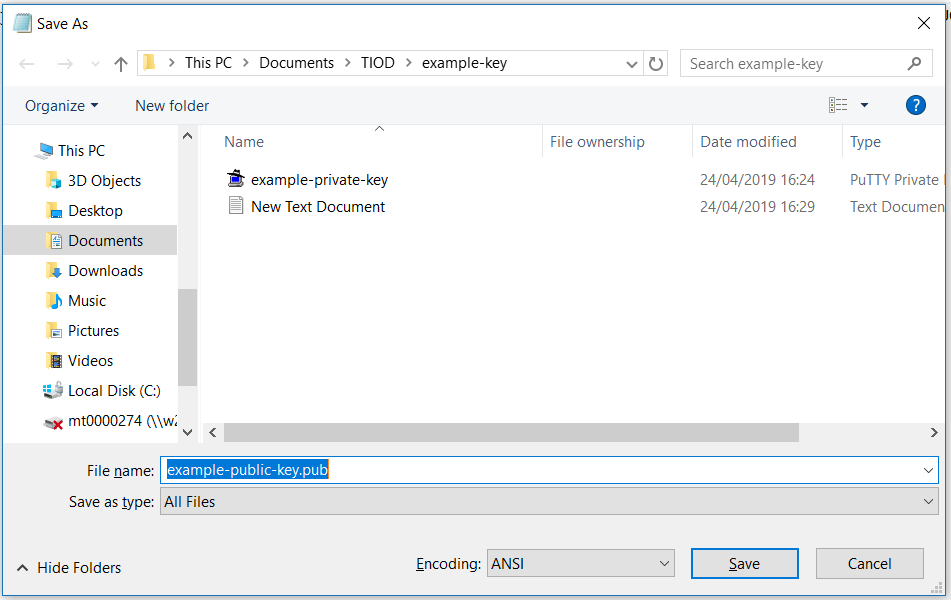 Save As
This PC > Documents > TIOD > example-key
Search example-key
Organize
New folder
?
Name
File ownership
Date modified
Type
This PC
3D Objects
Desktop
Documents
Downloads
Music
Pictures
Videos
Local Disk (C:)
mt0000274 (\\w2
example-private-key 24/04/2019 16:24 PuTTY Private
New Text Document 24/04/2019 16:29 Text Documen
File name: example-public-key.pub
Save as type: All Files
Hide Folders
Encoding: ANSI
Save
Cancel